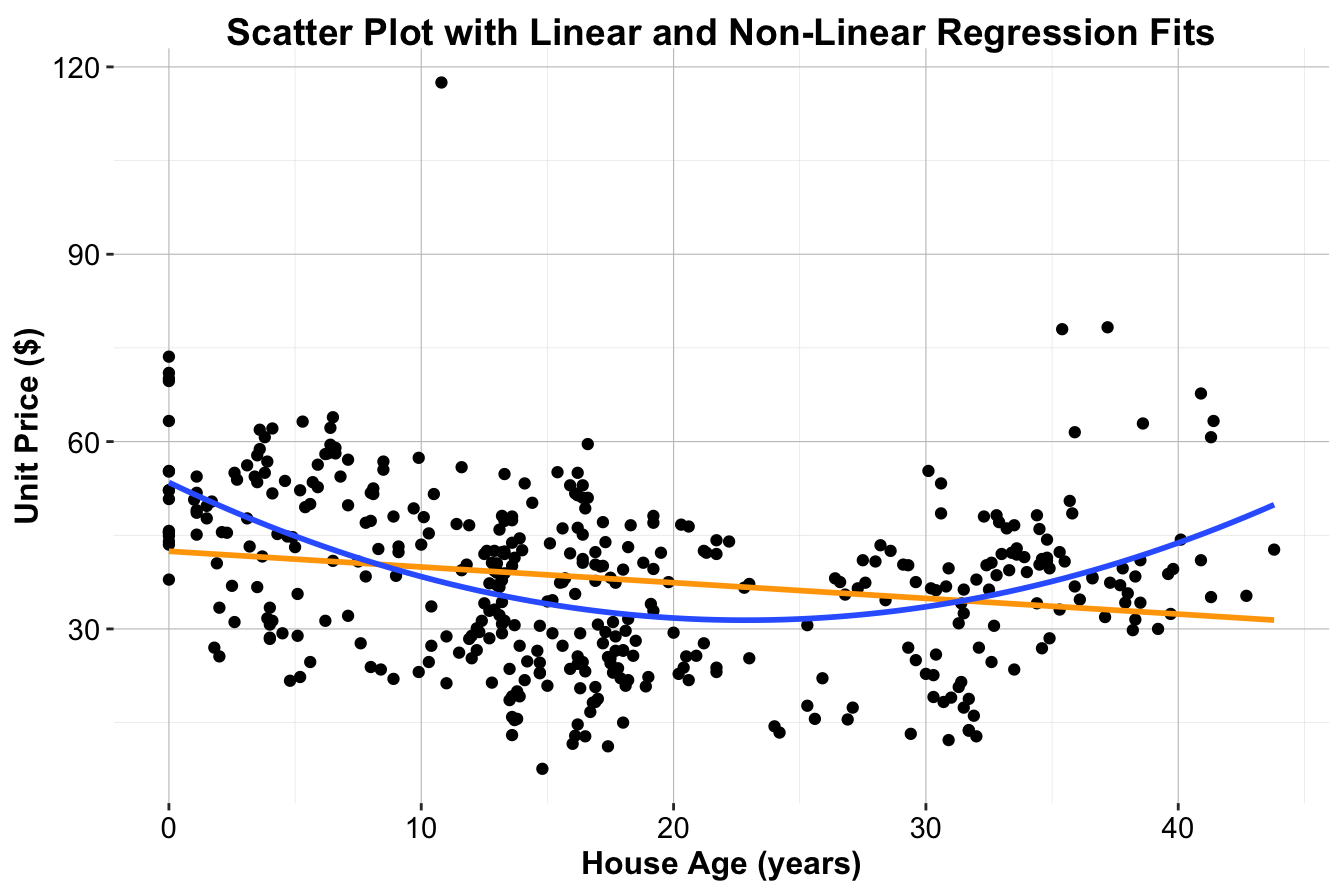 Scatter Plot with Linear and Non-Linear Regression Fits
120
90
60
30
Unit Price ($)
0 10 20 30 40
House Age (years)